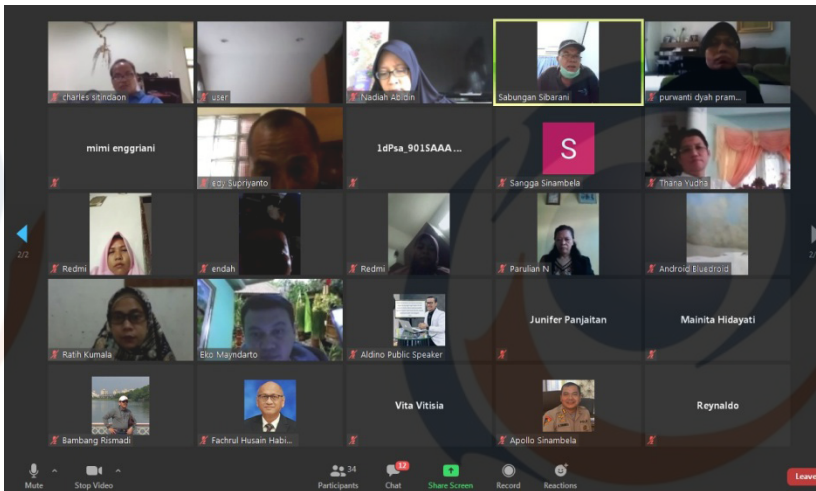 charles sitindaon
user
Nadiah Abidin
Sabungan Sibarani
purwanti dyah pram...
mimi enggriani
edy Supriyanto
1dPsa_901SAAA ...
S
Sangga Sinambela
Thana Yudha
Redmi
endah
Redmi
Parulian N
Android Bluedroid
2/2
Ratih Kumala
Eko Mayndarto
Aldino Public Speaker
Junifer Panjaitan
Mainita Hidayati
Bambang Rismadi
Fachrul Husain Habi...
Vita Vitisia
Apollo Sinambela
Reynaldo
Mute
Stop Video
34
Participants
12
Chat
Share Screen
Record
Reactions
Leave